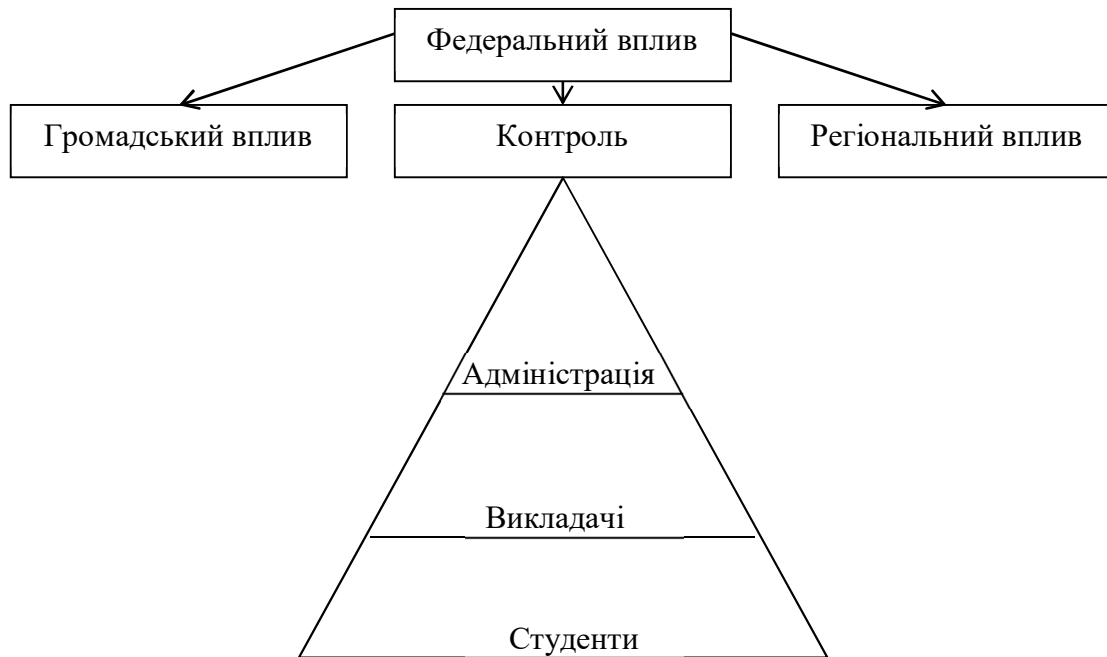 Федеральний вплив
Громадський вплив
Контроль
Регіональний вплив
Адміністрація
Викладачі
Студенти